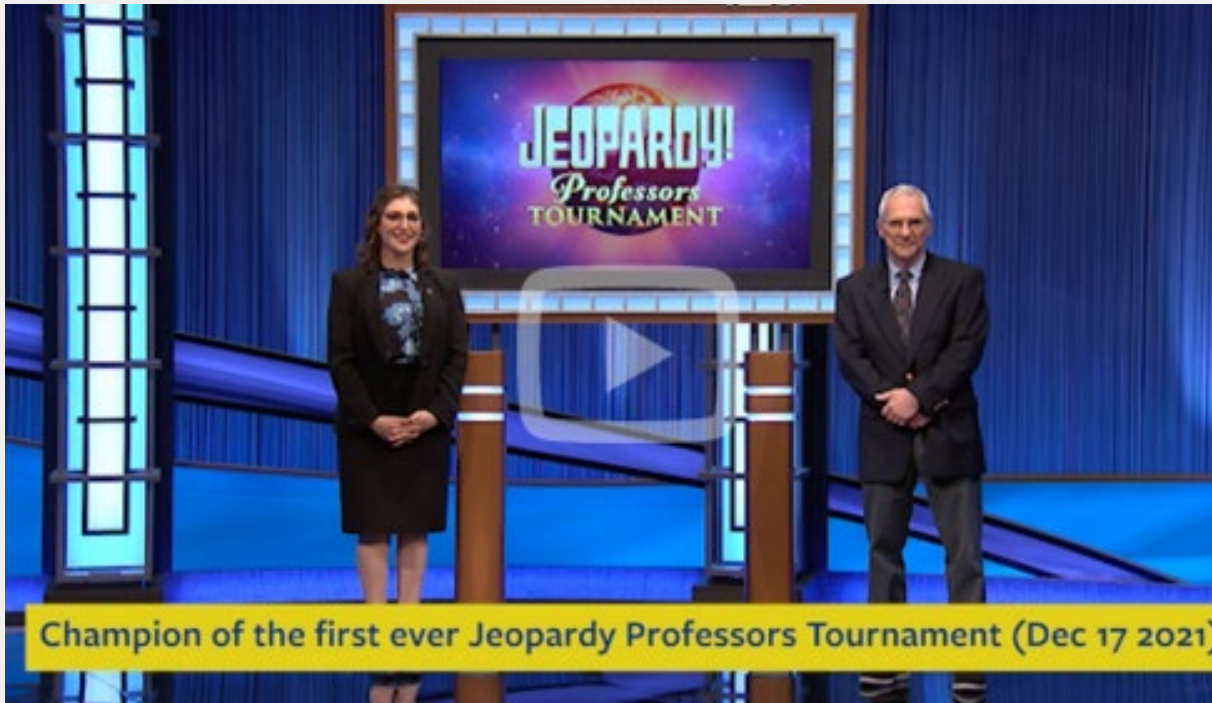 JEOPARDY!
Professors
TOURNAMENT
Champion of the first ever Jeopardy Professors Tournament (Dec 17 2021)